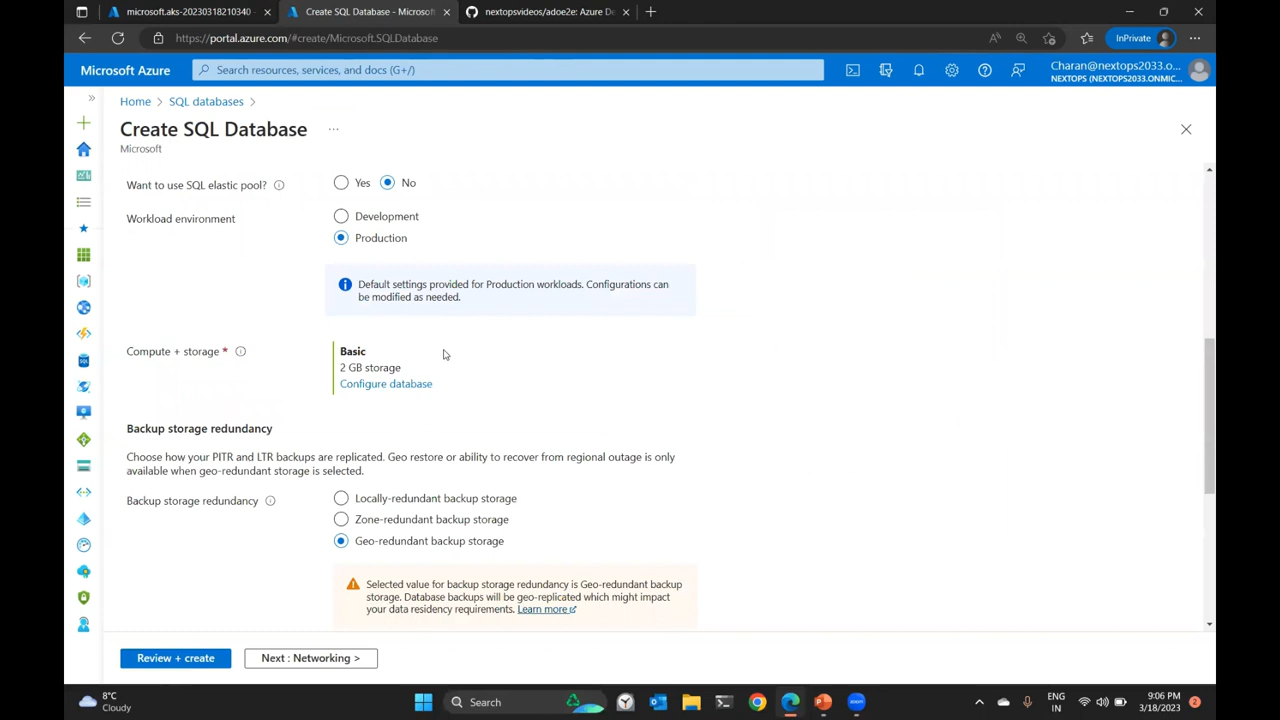 microsoft.aks-20230318210340 -
Create SQL Database - Microsoft
nextopsvideos/adoe2e: Azure De
https://portal.azure.com/#create/Microsoft.SQLDatabase
InPrivate
Microsoft Azure
Search resources, services, and docs (G+/)
Charan@nextops2033.o...
NEXTOPS (NEXTOPS2033.ONMIC...
Home > SQL databases >
Create SQL Database ...
Microsoft
Want to use SQL elastic pool?
Yes
No
Workload environment
Development
Production
Default settings provided for Production workloads. Configurations can
be modified as needed.
Compute + storage *
Basic
2 GB storage
Configure database
Backup storage redundancy
Choose how your PITR and LTR backups are replicated. Geo restore or ability to recover from regional outage is only
available when geo-redundant storage is selected.
Backup storage redundancy
Locally-redundant backup storage
Zone-redundant backup storage
Geo-redundant backup storage
Selected value for backup storage redundancy is Geo-redundant backup
storage. Database backups will be geo-replicated which might impact
your data residency requirements. Learn more
Review + create
Next : Networking >
8°C
Cloudy
Search
ENG
IN
9:06 PM
3/18/2023
2